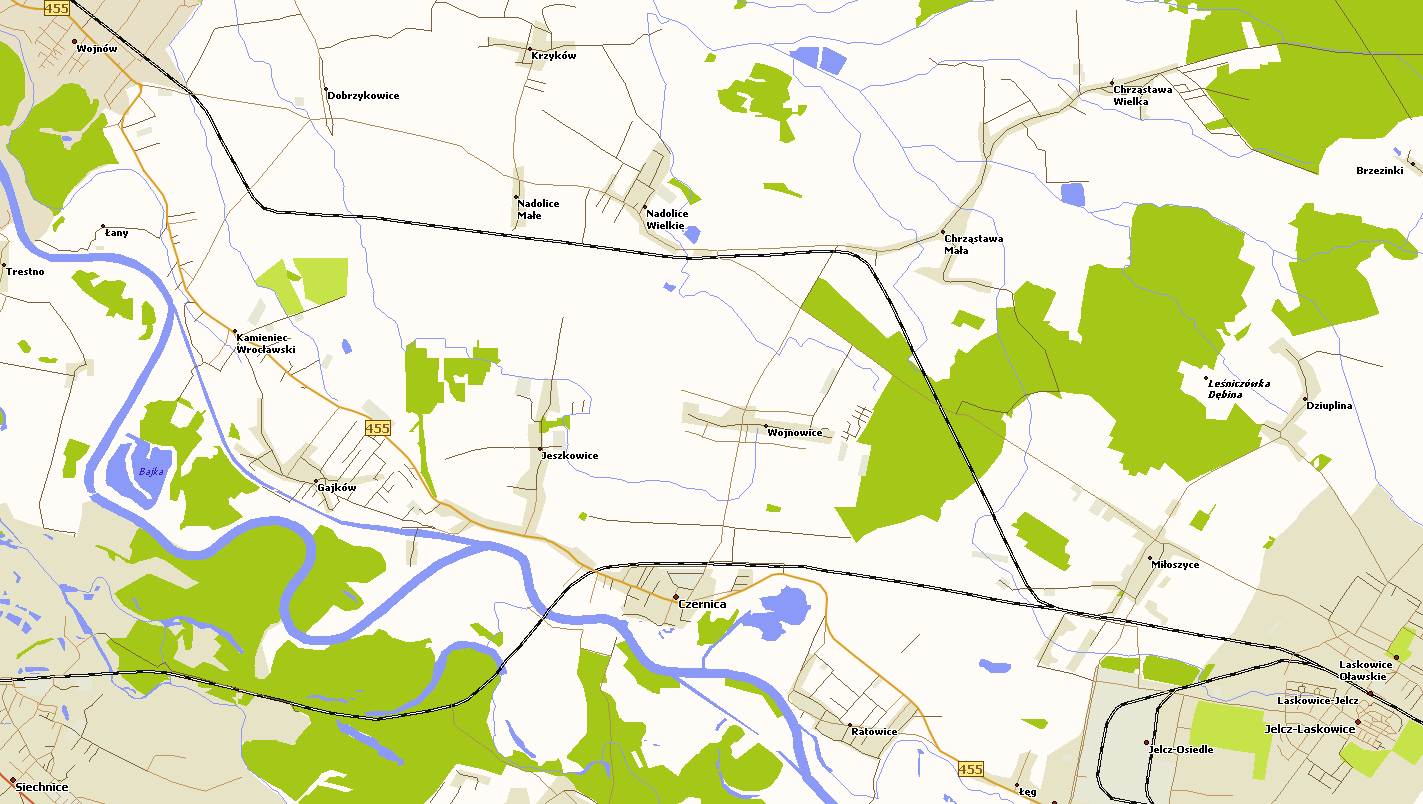 455
Wojnów
Krzyków
Dobrzykowice
Chrząstawa
Wielka
Brzezinki
Nadolice
Małe
Nadolice
Wielkie
Łany
Chrząstawa
Mała
Trestno
Kamieniec-
Wrocławski
Leśniczówka
Dębina
Dziuplina
455
Wojnowice
Jeszkowice
Bajka
Gajków
Miłoszyce
Czernica
Laskowice
Oławskie
Laskowice-Jelcz
Jelcz-Laskowice
Ratowice
Jelcz-Osiedle
455
Siechnice
Łęg